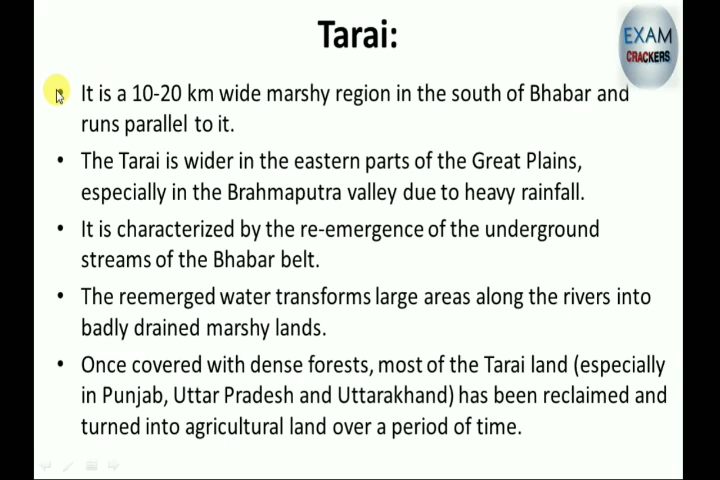 Tarai:
EXAM
CRACKERS
• It is a 10-20 km wide marshy region in the south of Bhabar and
runs parallel to it.
• The Tarai is wider in the eastern parts of the Great Plains,
especially in the Brahmaputra valley due to heavy rainfall.
• It is characterized by the re-emergence of the underground
streams of the Bhabar belt.
• The reemerged water transforms large areas along the rivers into
badly drained marshy lands.
• Once covered with dense forests, most of the Tarai land (especially
in Punjab, Uttar Pradesh and Uttarakhand) has been reclaimed and
turned into agricultural land over a period of time.